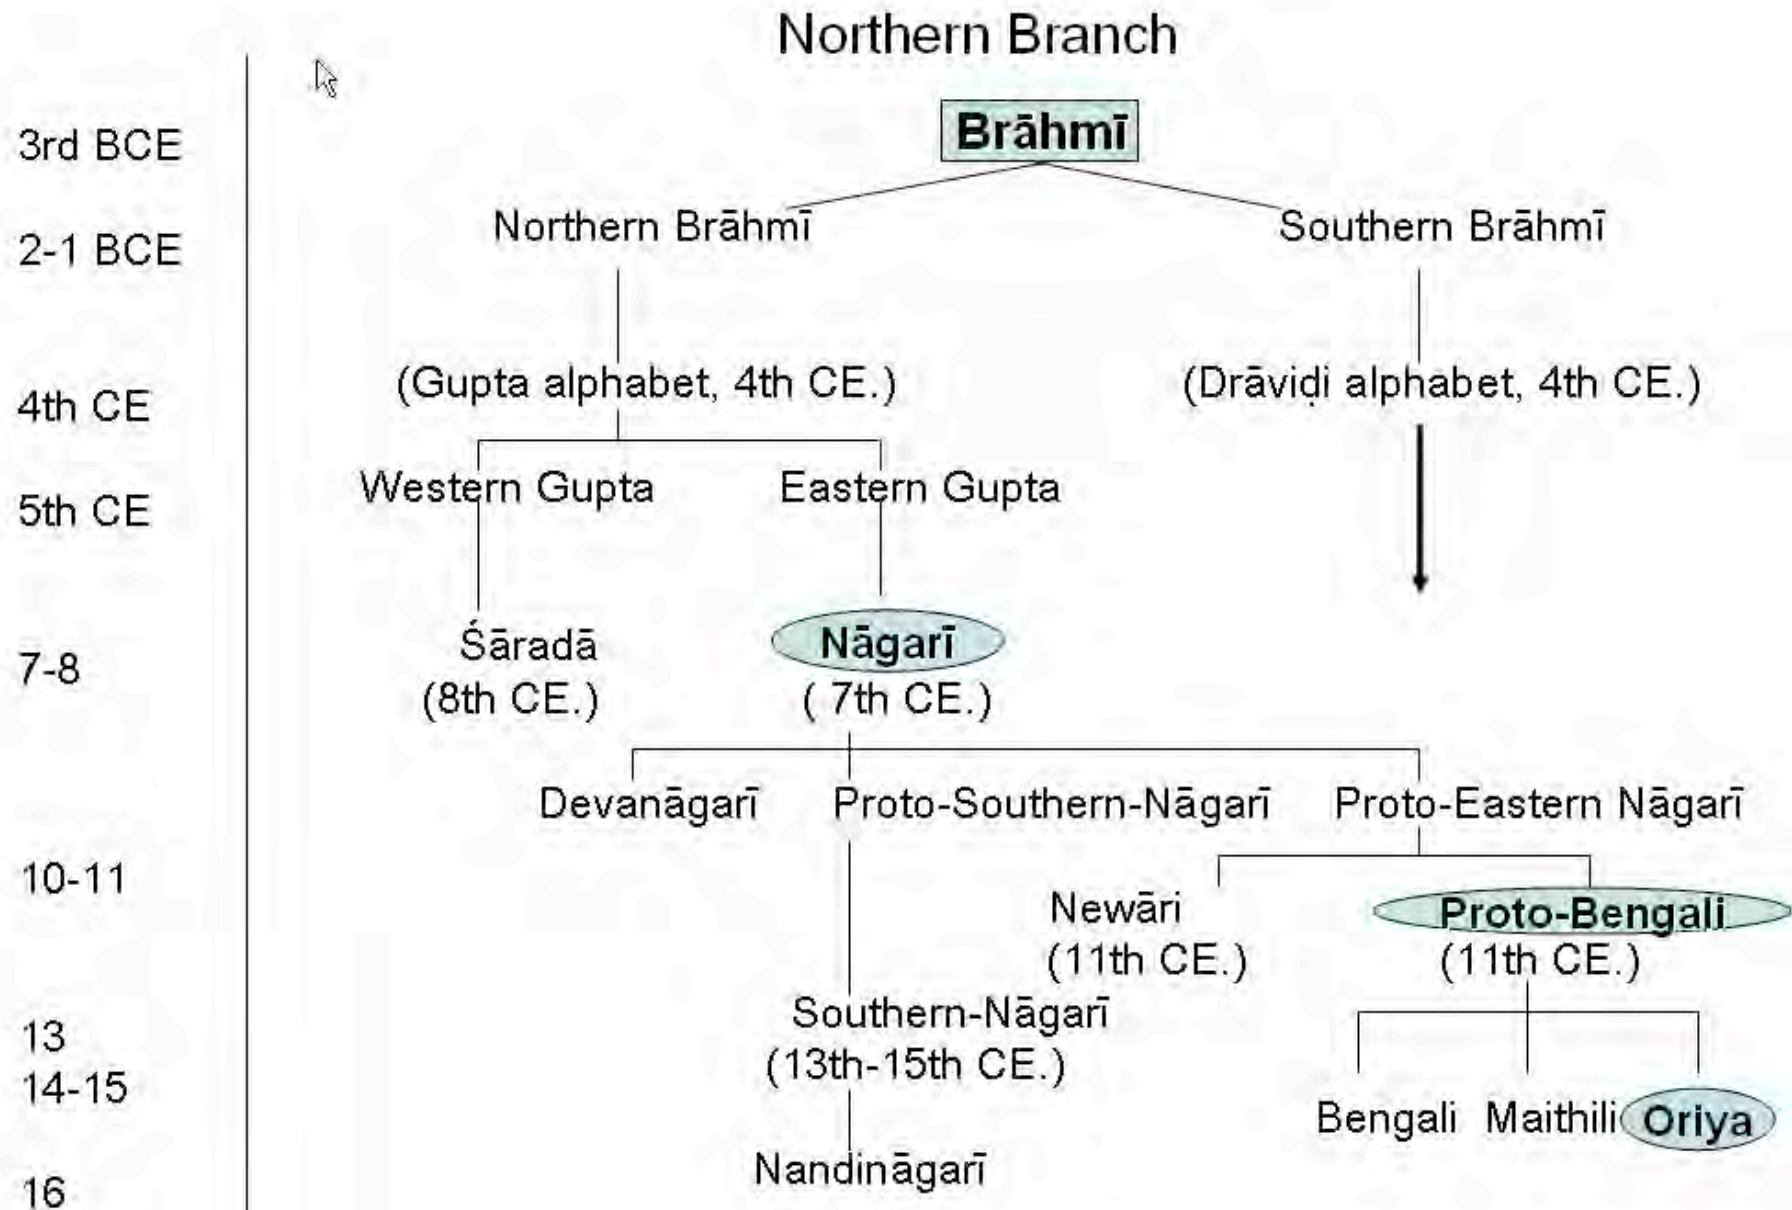 Northern Branch
3rd BCE
Brāhmī
2-1 BCE
Northern Brāhmī
Southern Brāhmī
4th CE
(Gupta alphabet, 4th CE.)
(Drāviḍi alphabet, 4th CE.)
5th CE
Western Gupta
Eastern Gupta
7-8
Śāradā
(8th CE.)
Nāgarī
( 7th CE.)
Devanāgarī
Proto-Southern-Nāgarī
Proto-Eastern Nāgarī
10-11
Newāri
(11th CE.)
Proto-Bengali
(11th CE.)
13
Southern-Nāgarī
(13th-15th CE.)
14-15
Bengali
Maithili
Oriya
16
Nandināgarī